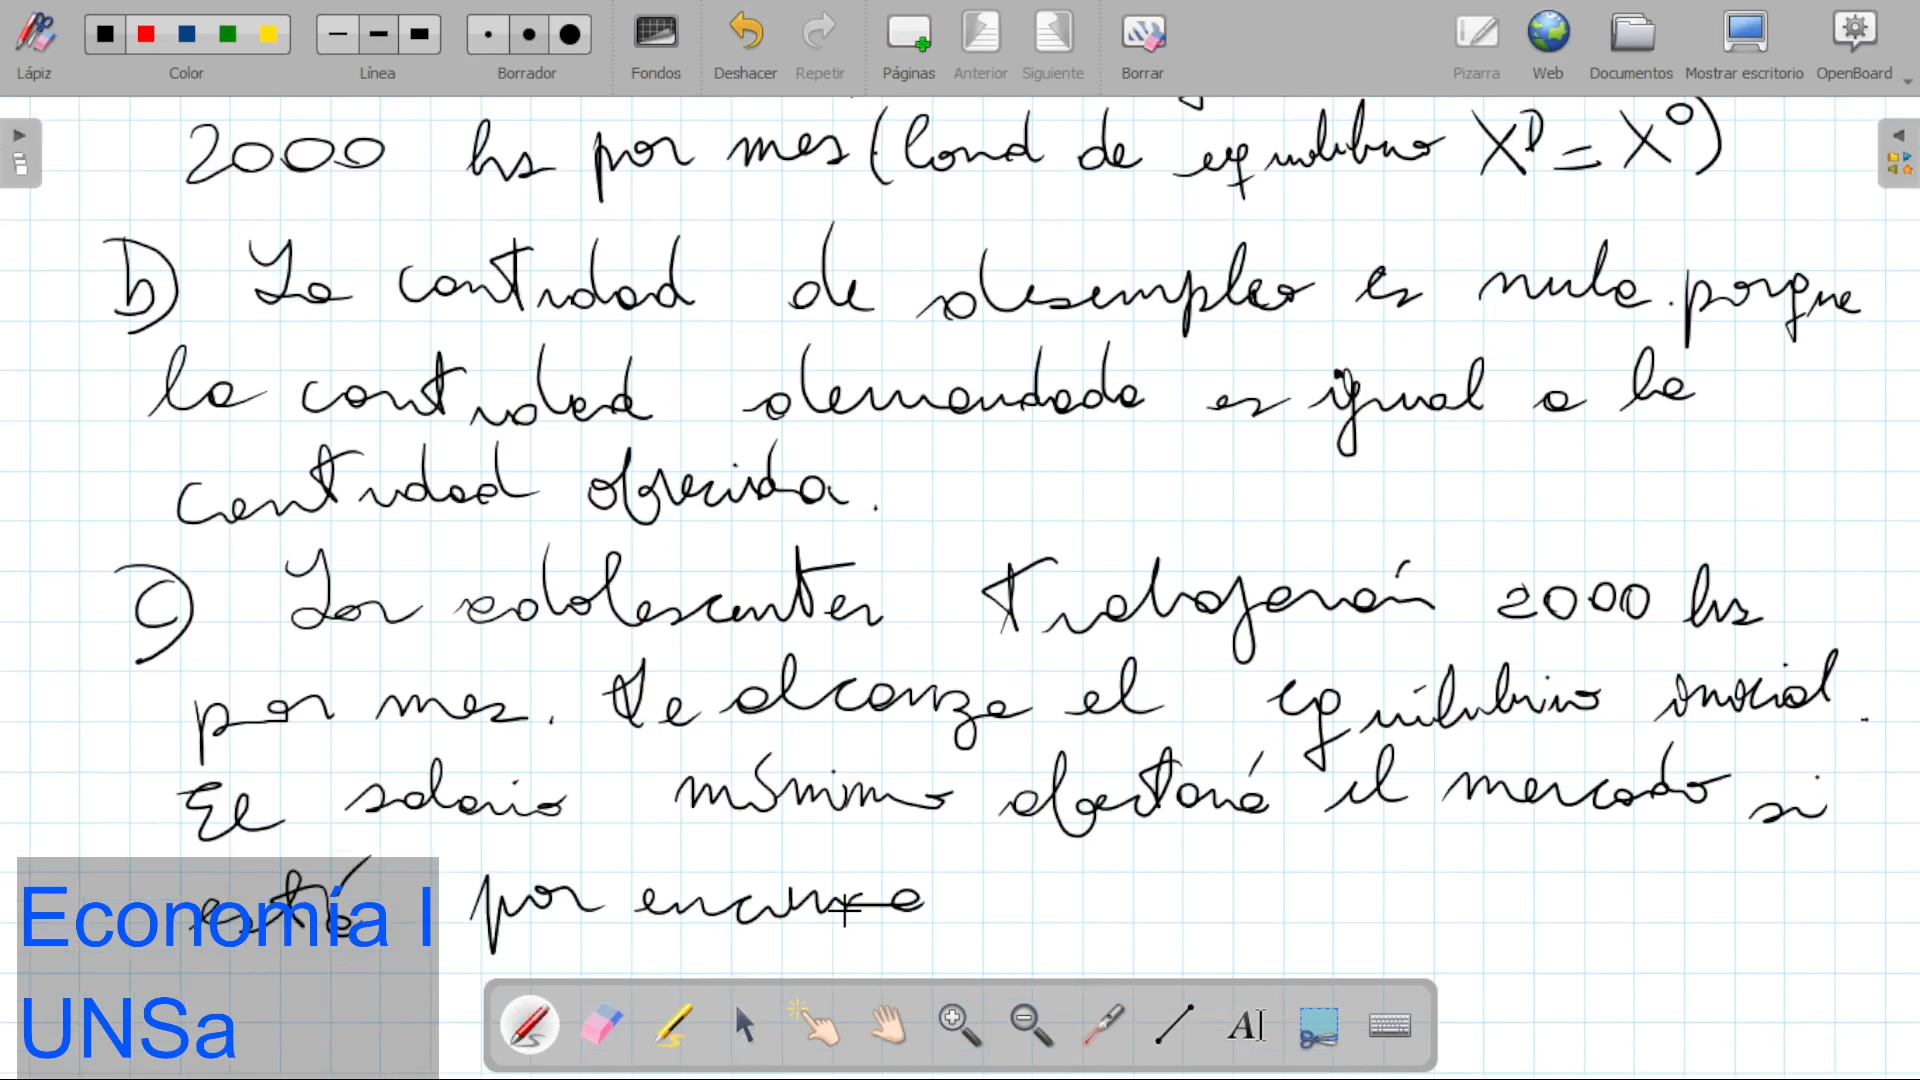 Lápiz Color Línea Borrador Fondos Deshacer Repetir Páginas Anterior Siguiente Borrar Pizarra Web Documentos Mostrar escritorio OpenBoard
2000 hs por mes (Cond de equilibrio X^D = X^O)
b) La cantidad de desempleo es nula. porque
la cantidad demandada es igual a la
cantidad ofrecida.
c) Los adolescentes trabajarán 2000 hs
por mes. Se alcanza el equilibrio inicial.
El salario mínimo afectará el mercado si
está por encima
Economía I
UNSa
AI